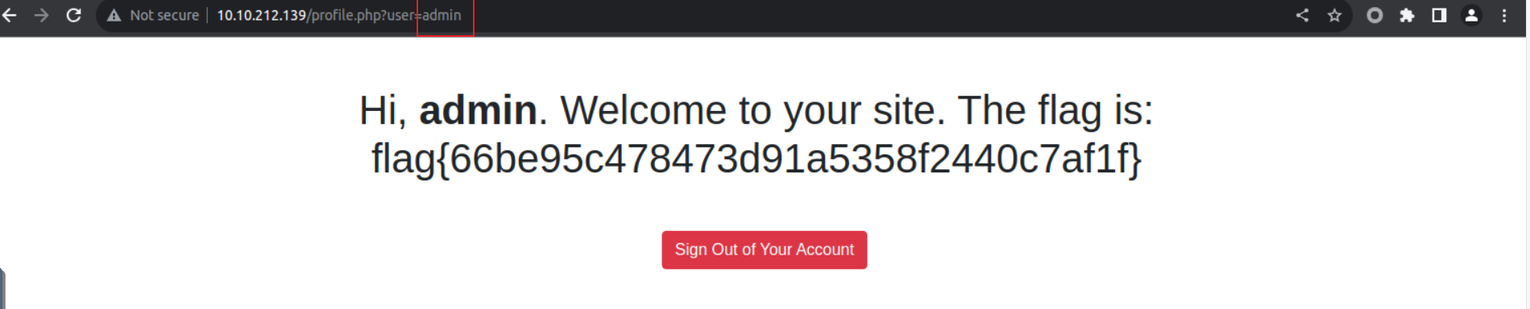 Not secure 10.10.212.139/profile.php?user=admin
Hi, admin. Welcome to your site. The flag is:
flag{66be95c478473d91a5358f2440c7af1f}
Sign Out of Your Account